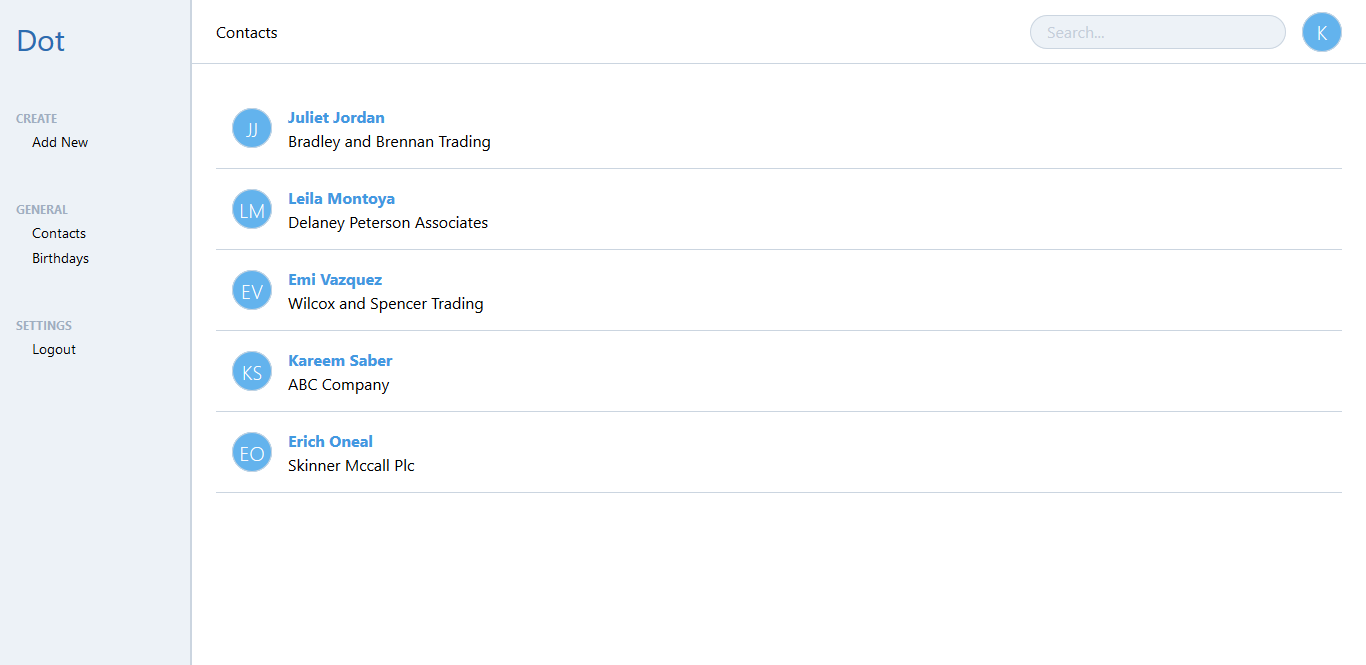 Dot
CREATE
Add New
GENERAL
Contacts
Birthdays
SETTINGS
Logout
Contacts
Search...
K
JJ
Juliet Jordan
Bradley and Brennan Trading
LM
Leila Montoya
Delaney Peterson Associates
EV
Emi Vazquez
Wilcox and Spencer Trading
KS
Kareem Saber
ABC Company
EO
Erich Oneal
Skinner Mccall Plc